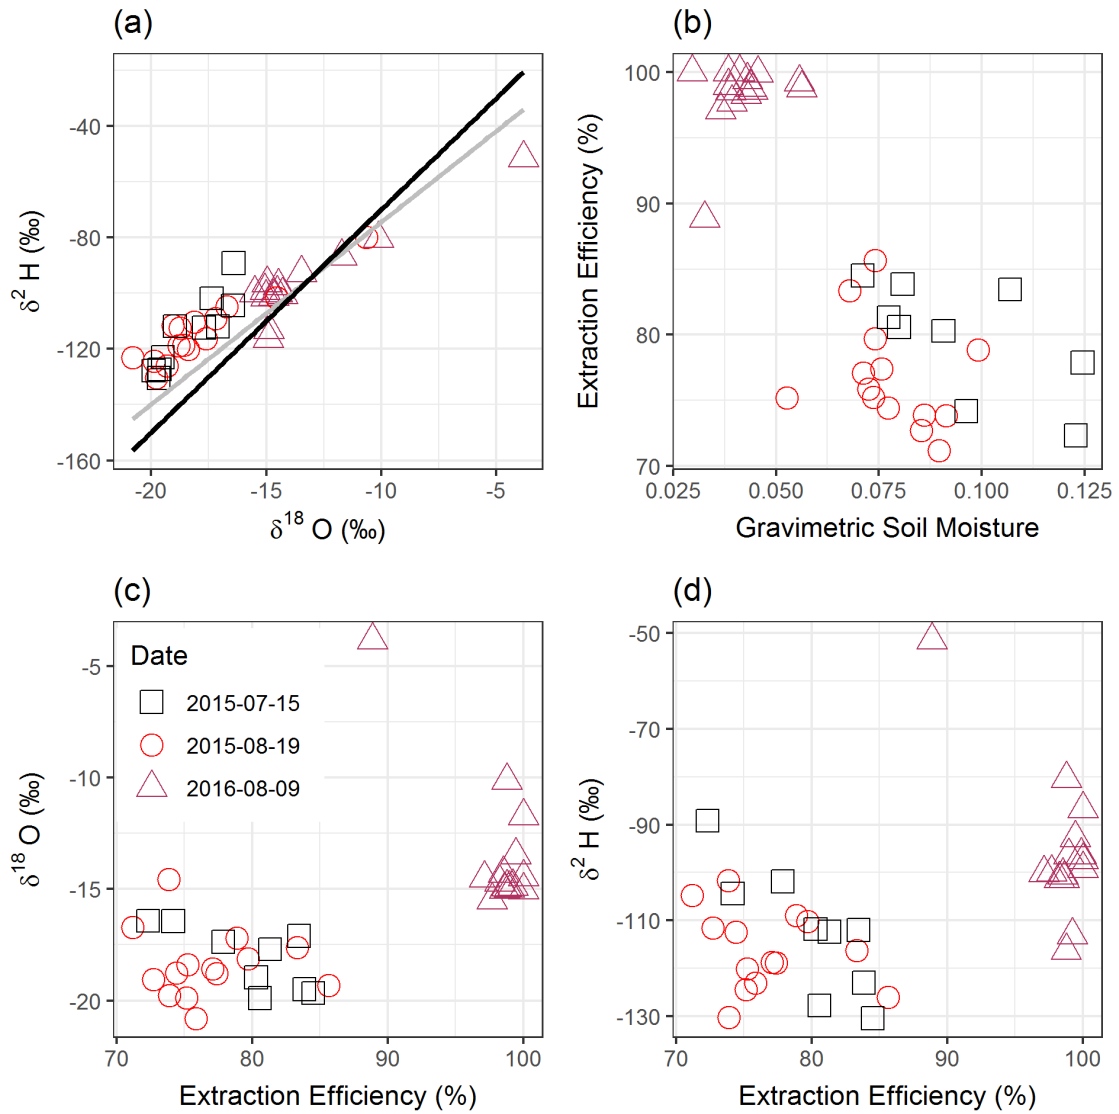 (a)
-40
-80
-120
-160
δ² H (‰)
-20 -15 -10 -5
δ¹⁸ O (‰)
(b)
100
90
80
70
Extraction Efficiency (%)
0.025 0.050 0.075 0.100 0.125
Gravimetric Soil Moisture
(c)
-5
-10
-15
-20
δ¹⁸ O (‰)
Date
2015-07-15
2015-08-19
2016-08-09
70 80 90 100
Extraction Efficiency (%)
(d)
-50
-70
-90
-110
-130
δ² H (‰)
70 80 90 100
Extraction Efficiency (%)